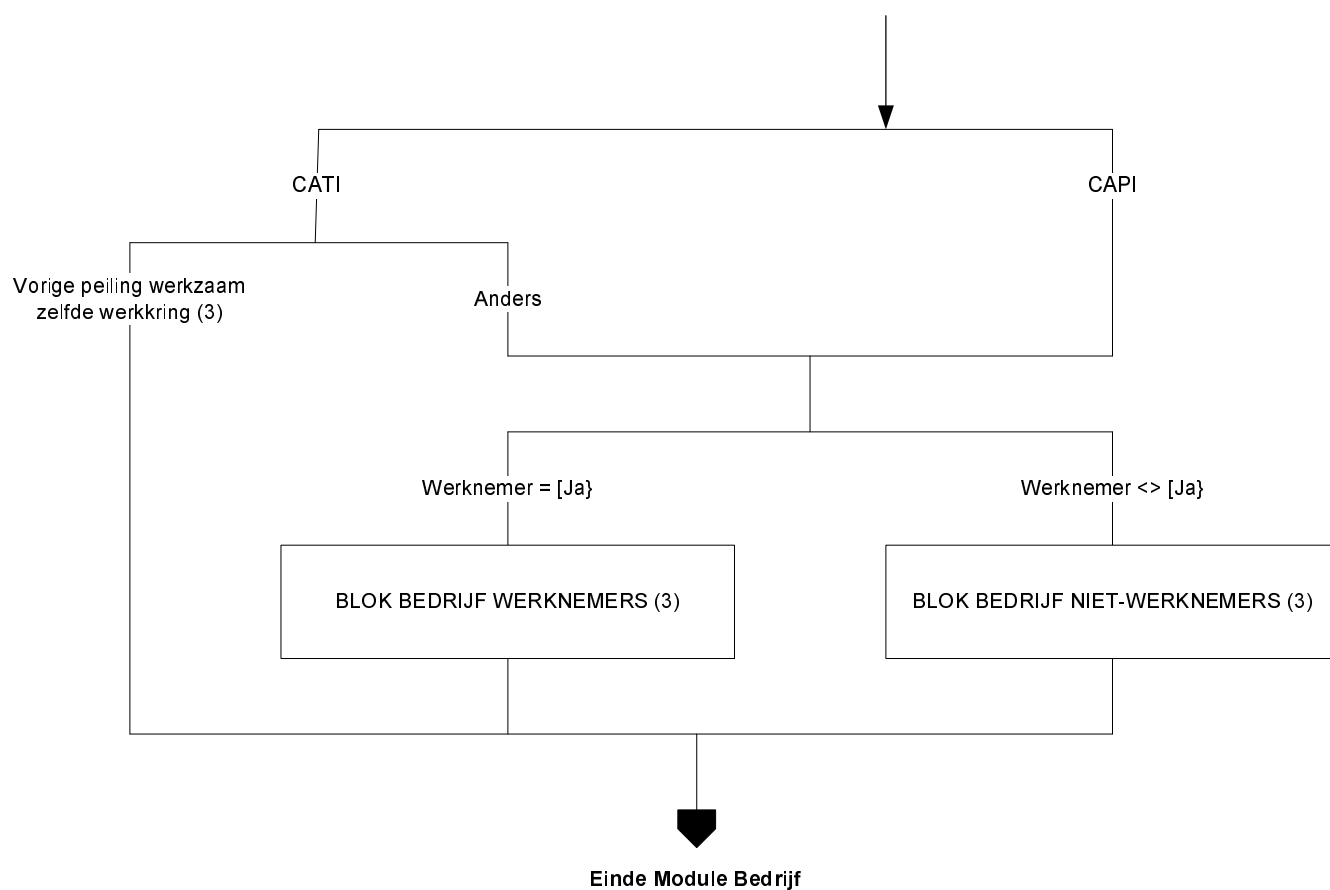 CATI
CAPI
Vorige peiling werkzaam
zelfde werkkring (3)
Anders
Werknemer = [Ja}
Werknemer <> [Ja}
BLOK BEDRIJF WERKNEMERS (3)
BLOK BEDRIJF NIET-WERKNEMERS (3)
Einde Module Bedrijf